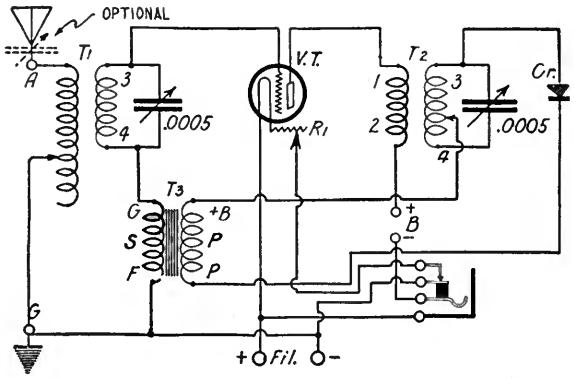 OPTIONAL
A
T1
3
4
.0005
V.T.
R1
1
2
T2
3
4
.0005
Cr.
T3
G
S
F
+B
P
P
+
B
-
G
+ Fil. -